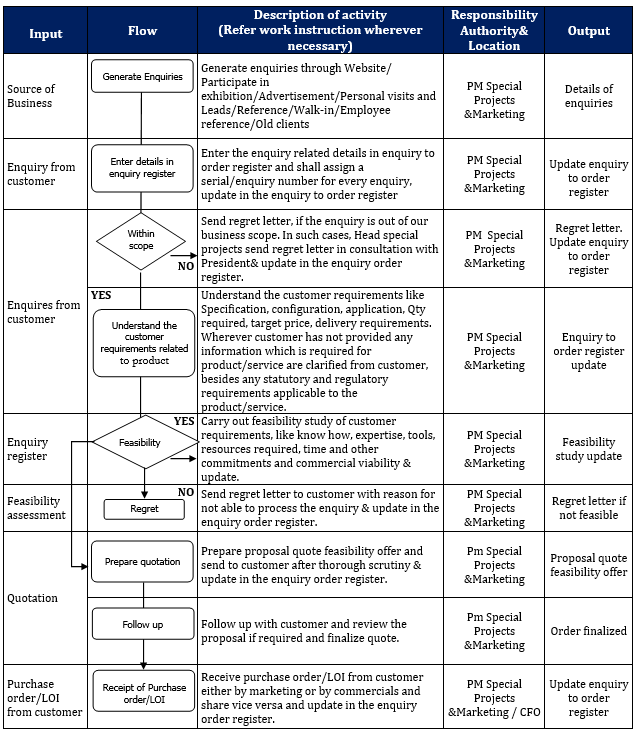 Input
Flow
Description of activity
(Refer work instruction wherever
necessary)
Responsibility
Authority&
Location
Output
Source of
Business
Generate Enquiries
Generate enquiries through Website/
Participate in
exhibition/Advertisement/Personal visits and
Leads/Reference/Walk-in/Employee
reference/Old clients
PM Special
Projects
&Marketing
Details of
enquiries
Enquiry from
customer
Enter details in
enquiry register
Enter the enquiry related details in enquiry to
order register and shall assign a
serial/enquiry number for every enquiry,
update in the enquiry to order register
PM Special
Projects
&Marketing
Update enquiry
to order
register
Enquires from
customer
Within
scope
NO
Send regret letter, if the enquiry is out of our
business scope. In such cases, Head special
projects send regret letter in consultation with
President& update in the enquiry order
register.
PM Special
Projects
&Marketing
Regret letter.
Update enquiry
to order
register
YES
Understand the
customer
requirements related
to product
Understand the customer requirements like
Specification, configuration, application, Qty
required, target price, delivery requirements.
Wherever customer has not provided any
information which is required for
product/service are clarified from customer,
besides any statutory and regulatory
requirements applicable to the
product/service.
PM Special
Projects
&Marketing
Enquiry to
order register
update
Enquiry
register
YES
Feasibility
Carry out feasibility study of customer
requirements, like know how, expertise, tools,
resources required, time and other
commitments and commercial viability &
update.
PM Special
Projects
&Marketing
Feasibility
study update
Feasibility
assessment
NO
Regret
Send regret letter to customer with reason for
not able to process the enquiry & update in the
enquiry order register.
PM Special
Projects
&Marketing
Regret letter if
not feasible
Quotation
Prepare quotation
Prepare proposal quote feasibility offer and
send to customer after thorough scrutiny &
update in the enquiry order register.
Pm Special
Projects
&Marketing
Proposal quote
feasibility offer
Follow up
Follow up with customer and review the
proposal if required and finalize quote.
Pm Special
Projects
&Marketing
Order finalized
Purchase
order/LOI
from customer
Receipt of Purchase
order/LOI
Receive purchase order/LOI from customer
either by marketing or by commercials and
share vice versa and update in the enquiry
order register.
PM Special
Projects
&Marketing / CFO
Update enquiry
to order
register